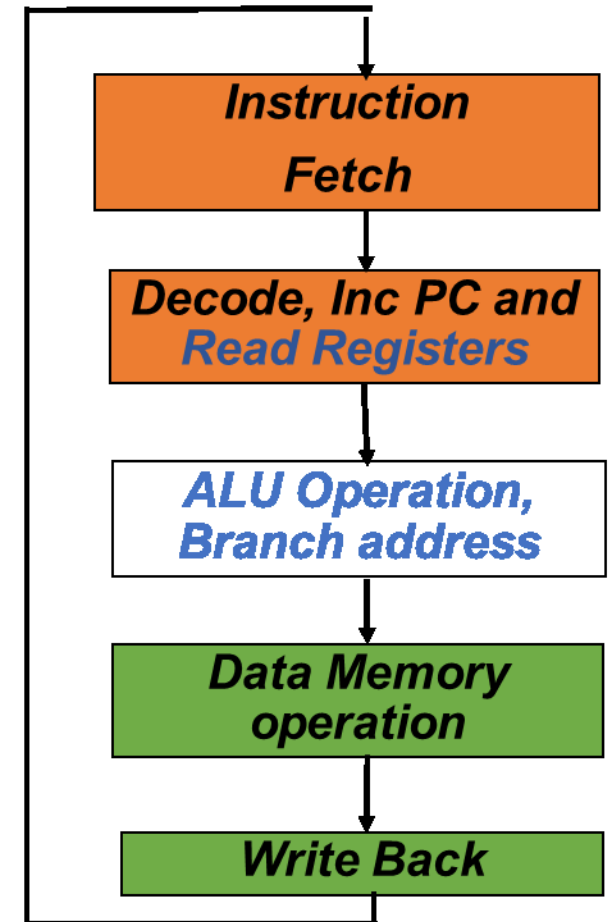 Instruction
Fetch
Decode, Inc PC and
Read Registers
ALU Operation,
Branch address
Data Memory
operation
Write Back